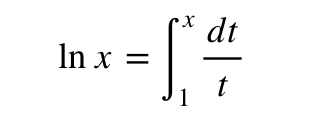 ln x = ∫₁ˣ dt/t